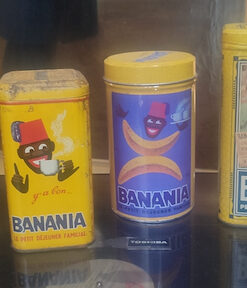 y'a bon...
BANANIA
LE PETIT DÉJEUNER FAMILIAL
BANANIA
TOSHIBA